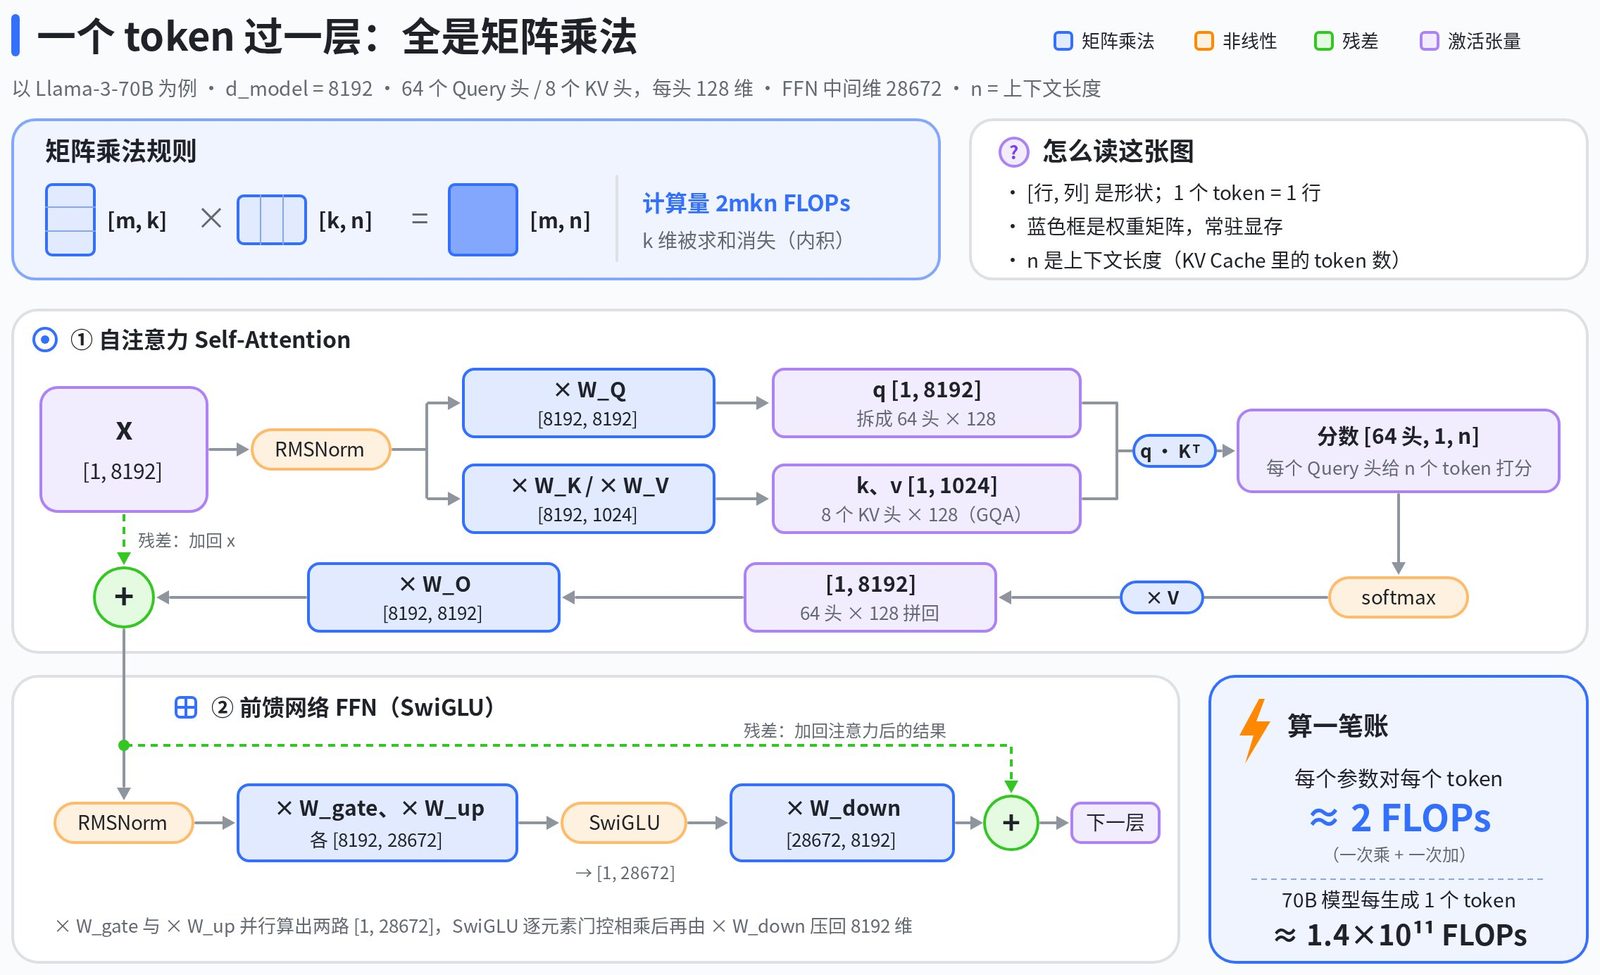 一个 token 过一层：全是矩阵乘法
矩阵乘法
非线性
残差
激活张量
以 Llama-3-70B 为例 · d_model = 8192 · 64 个 Query 头 / 8 个 KV 头，每头 128 维 · FFN 中间维 28672 · n = 上下文长度
矩阵乘法规则
[m, k] × [k, n] = [m, n]
计算量 2mkn FLOPs
k 维被求和消失（内积）
? 怎么读这张图
· [行, 列] 是形状；1 个 token = 1 行
· 蓝色框是权重矩阵，常驻显存
· n 是上下文长度（KV Cache 里的 token 数）
① 自注意力 Self-Attention
x
[1, 8192]
RMSNorm
× W_Q
[8192, 8192]
q [1, 8192]
拆成 64 头 × 128
× W_K / × W_V
[8192, 1024]
k、v [1, 1024]
8 个 KV 头 × 128（GQA）
q · Kᵀ
分数 [64 头, 1, n]
每个 Query 头给 n 个 token 打分
残差：加回 x
+
× W_O
[8192, 8192]
[1, 8192]
64 头 × 128 拼回
× V
softmax
② 前馈网络 FFN（SwiGLU）
残差：加回注意力后的结果
RMSNorm
× W_gate、× W_up
各 [8192, 28672]
SwiGLU
→ [1, 28672]
× W_down
[28672, 8192]
+
下一层
× W_gate 与 × W_up 并行算出两路 [1, 28672]，SwiGLU 逐元素门控相乘后再由 × W_down 压回 8192 维
算一笔账
每个参数对每个 token
≈ 2 FLOPs
（一次乘 + 一次加）
70B 模型每生成 1 个 token
≈ 1.4×10¹¹ FLOPs